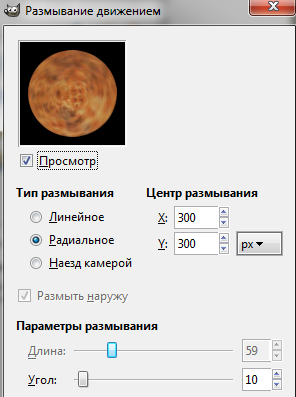 Размывание движением
Просмотр
Тип размывания Центр размывания
Линейное X: 300
Радиальное Y: 300 px
Наезд камерой
Размыть наружу
Параметры размывания
Длина: 59
Угол: 10